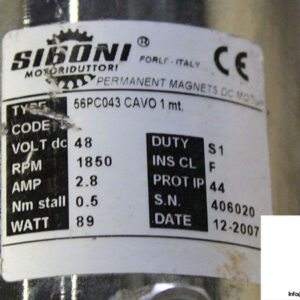 SIBONI ®
MOTORIDUTTORI
FORLI' - ITALY
CE
PERMANENT MAGNETS DC MOTOR
TYPE 56PC043 CAVO 1 mt.
CODE
VOLT dc 48
RPM 1850
AMP 2.8
Nm stall 0.5
WATT 89
DUTY S1
INS CL F
PROT IP 44
S.N. 406020
DATE 12-2007